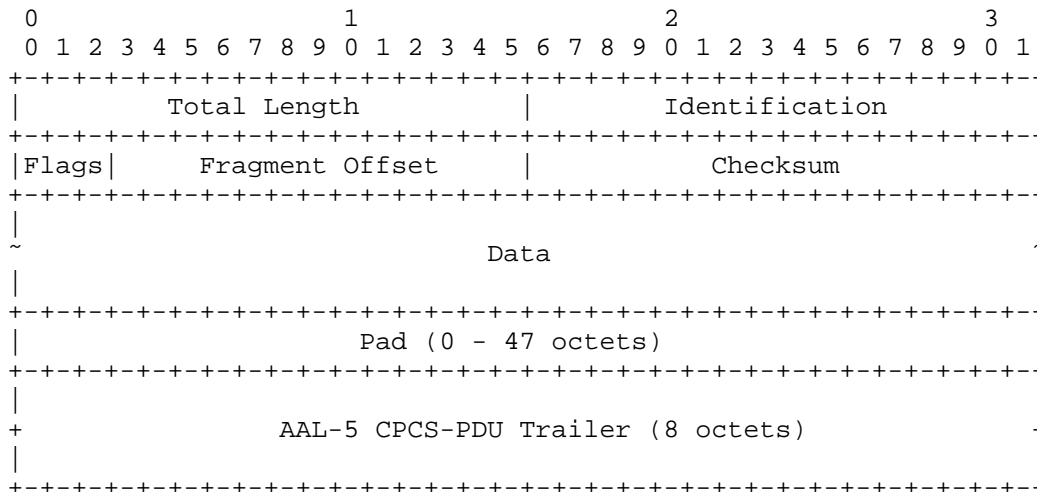 0                   1                   2                   3
 0 1 2 3 4 5 6 7 8 9 0 1 2 3 4 5 6 7 8 9 0 1 2 3 4 5 6 7 8 9 0 1
+-+-+-+-+-+-+-+-+-+-+-+-+-+-+-+-+-+-+-+-+-+-+-+-+-+-+-+-+-+-+-+-
|         Total Length          |        Identification
+-+-+-+-+-+-+-+-+-+-+-+-+-+-+-+-+-+-+-+-+-+-+-+-+-+-+-+-+-+-+-+-
|Flags|     Fragment Offset     |           Checksum
+-+-+-+-+-+-+-+-+-+-+-+-+-+-+-+-+-+-+-+-+-+-+-+-+-+-+-+-+-+-+-+-
|
~                             Data                              ~
|
+-+-+-+-+-+-+-+-+-+-+-+-+-+-+-+-+-+-+-+-+-+-+-+-+-+-+-+-+-+-+-+-
|                     Pad (0 - 47 octets)
+-+-+-+-+-+-+-+-+-+-+-+-+-+-+-+-+-+-+-+-+-+-+-+-+-+-+-+-+-+-+-+-
|
+                AAL-5 CPCS-PDU Trailer (8 octets)              -
|
+-+-+-+-+-+-+-+-+-+-+-+-+-+-+-+-+-+-+-+-+-+-+-+-+-+-+-+-+-+-+-+-